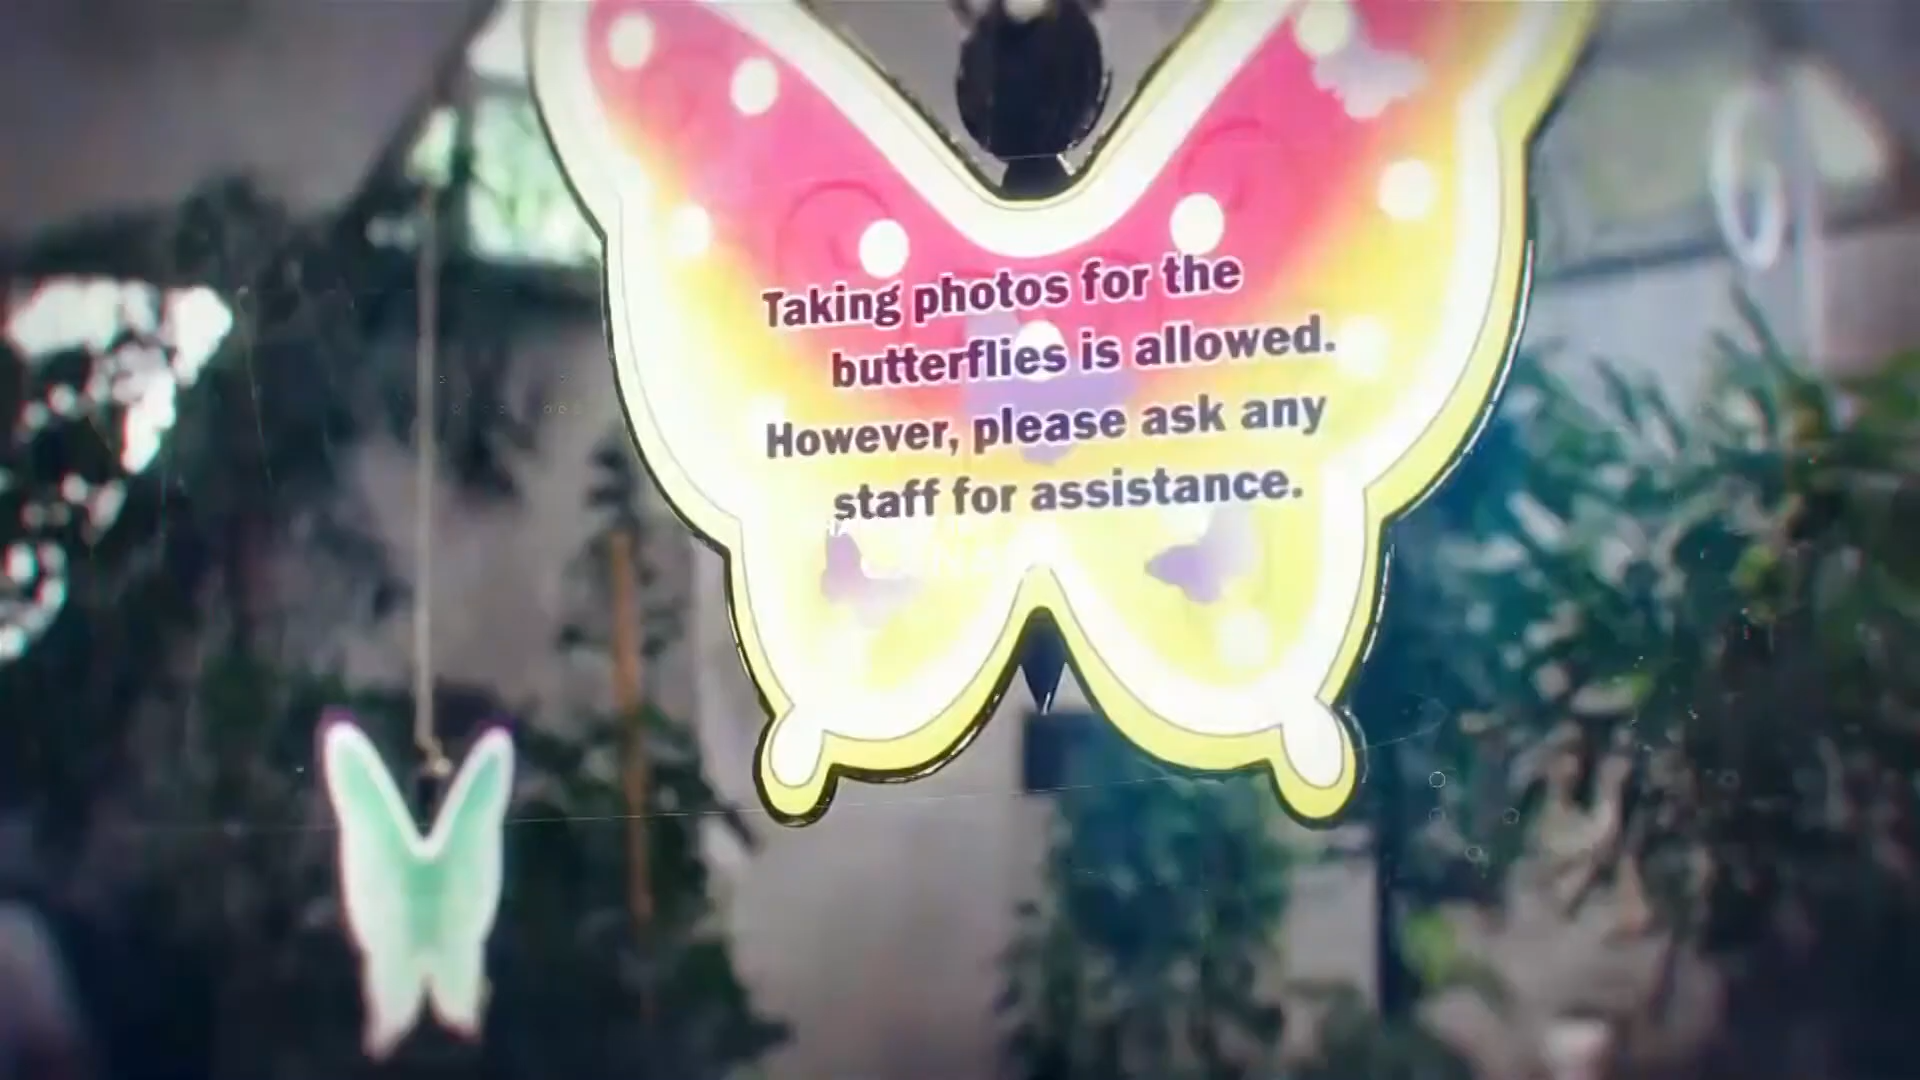 Taking photos for the
butterflies is allowed.
However, please ask any
staff for assistance.